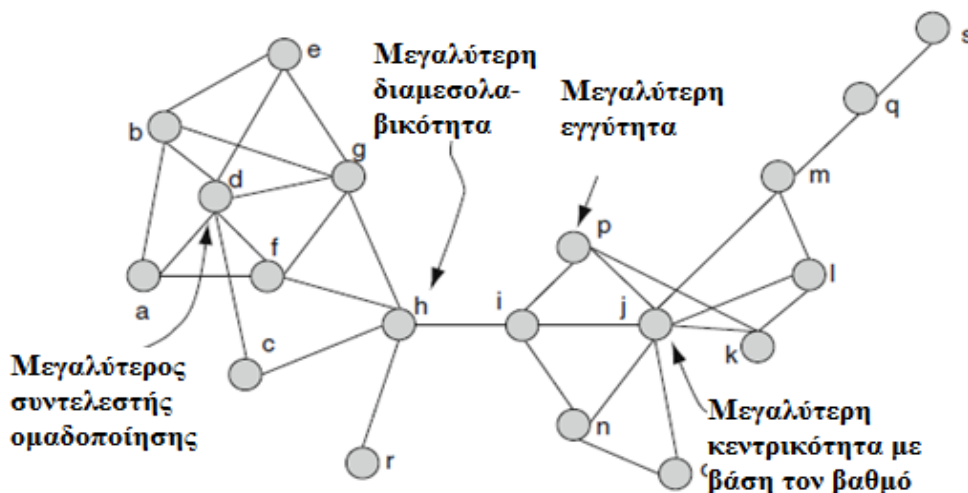 s
e
Μεγαλύτερη
διαμεσολα-
βικότητα
Μεγαλύτερη
εγγύτητα
q
b
g
m
d
p
f
l
a
h
i
j
c
k
Μεγαλύτερος
συντελεστής
ομαδοποίησης
Μεγαλύτερη
κεντρικότητα με
βάση τον βαθμό
n
r